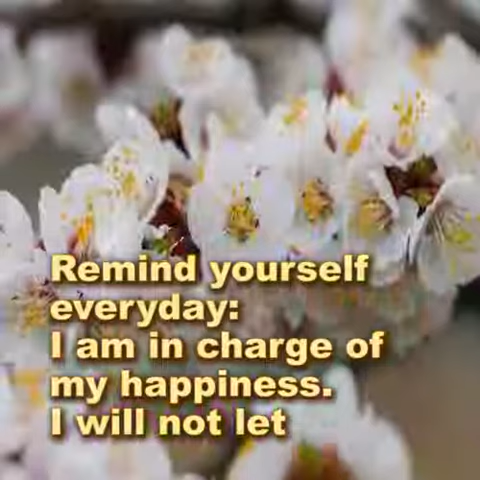 Remind yourself
everyday:
I am in charge of
my happiness.
I will not let